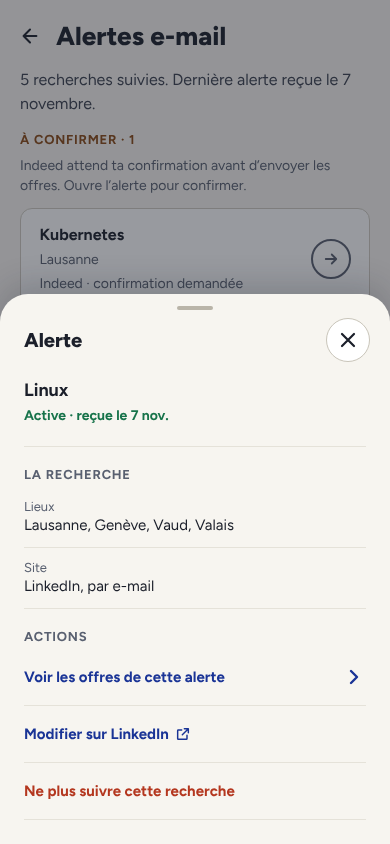 Alertes e-mail
5 recherches suivies. Dernière alerte reçue le 7
novembre.
À CONFIRMER · 1
Indeed attend ta confirmation avant d’envoyer les
offres. Ouvre l’alerte pour confirmer.
Kubernetes
Lausanne
Indeed · confirmation demandée
Alerte
Linux
Active · reçue le 7 nov.
LA RECHERCHE
Lieux
Lausanne, Genève, Vaud, Valais
Site
LinkedIn, par e-mail
ACTIONS
Voir les offres de cette alerte
Modifier sur LinkedIn
Ne plus suivre cette recherche